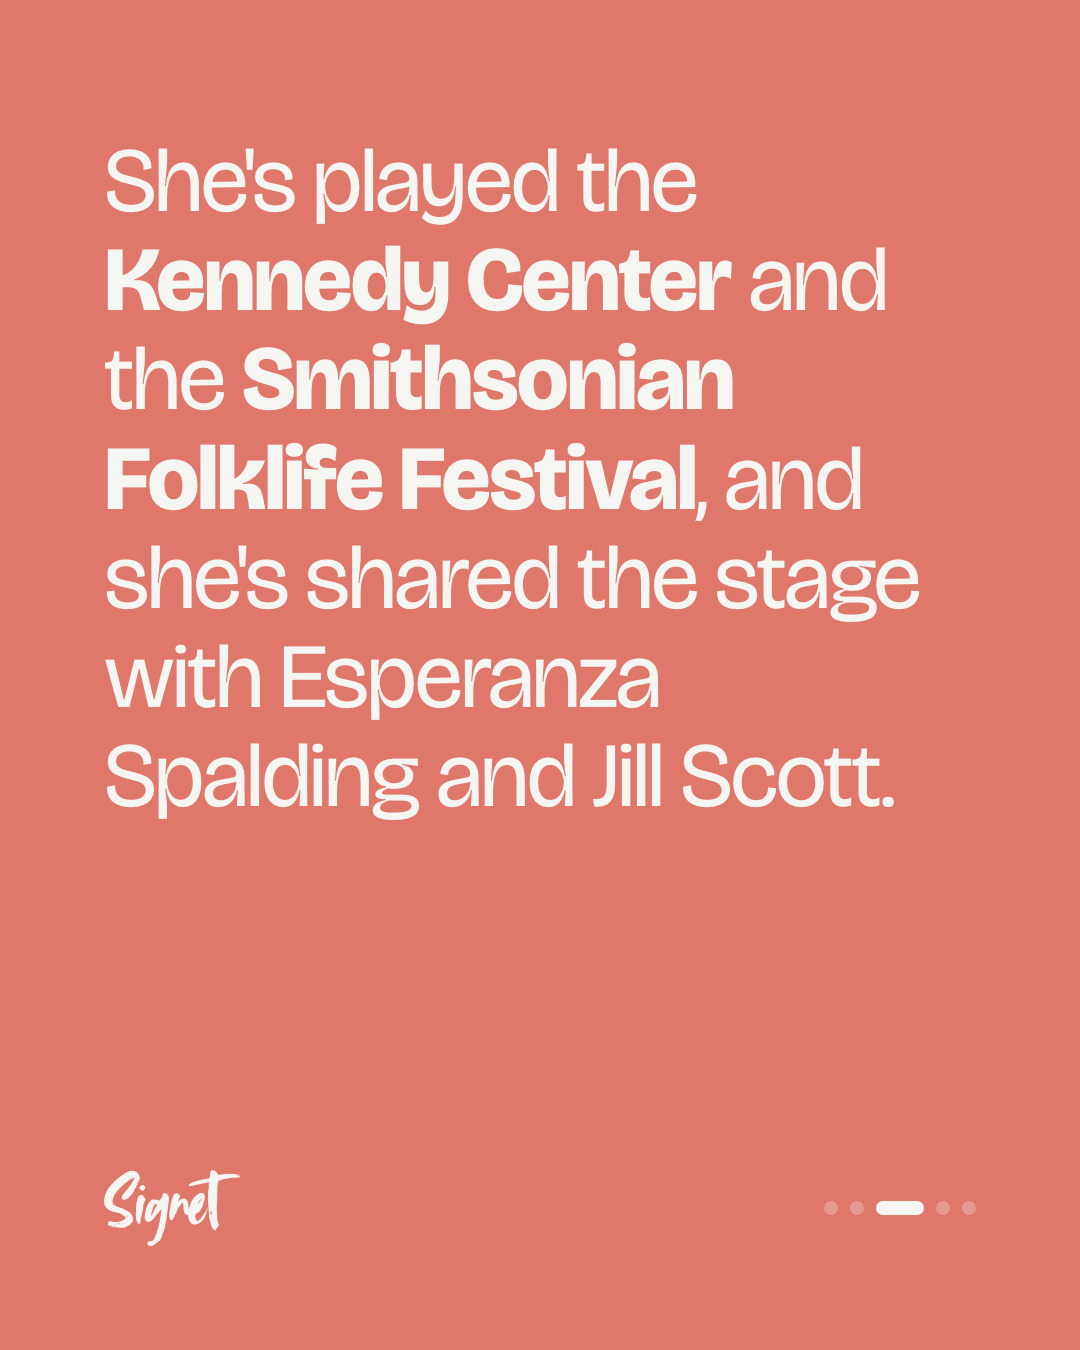 She's played the
Kennedy Center and
the Smithsonian
Folklife Festival, and
she's shared the stage
with Esperanza
Spalding and Jill Scott.
Signet